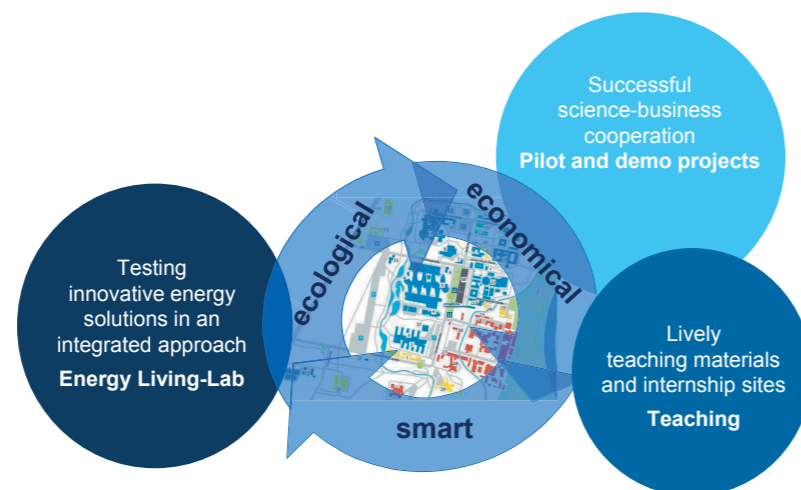 Successful
science-business
cooperation
Pilot and demo projects
ecological
economical
smart
Testing
innovative energy
solutions in an
integrated approach
Energy Living-Lab
Lively
teaching materials
and internship sites
Teaching